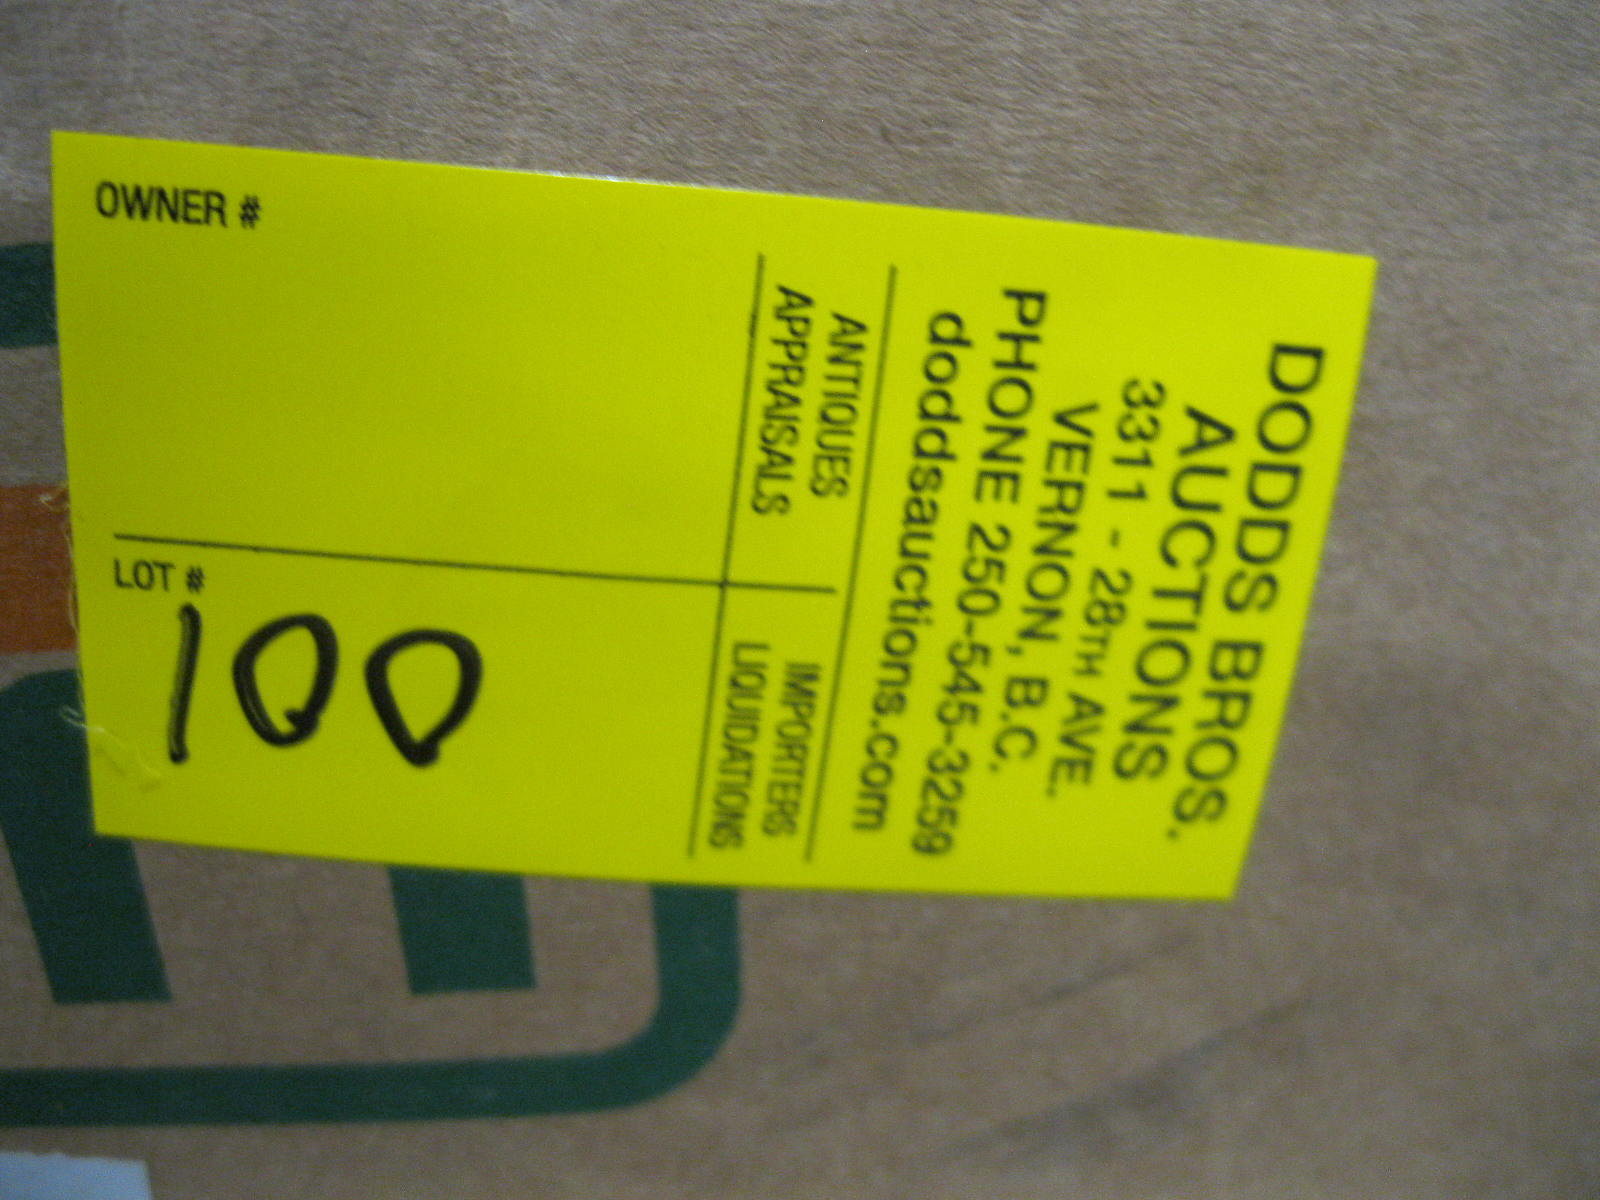 DODDS BROS.
AUCTIONS
3311 - 28TH AVE.
VERNON, B.C.
PHONE 250-545-3259
doddsauctions.com
ANTIQUES
APPRAISALS
IMPORTERS
LIQUIDATIONS
OWNER #
LOT #
100